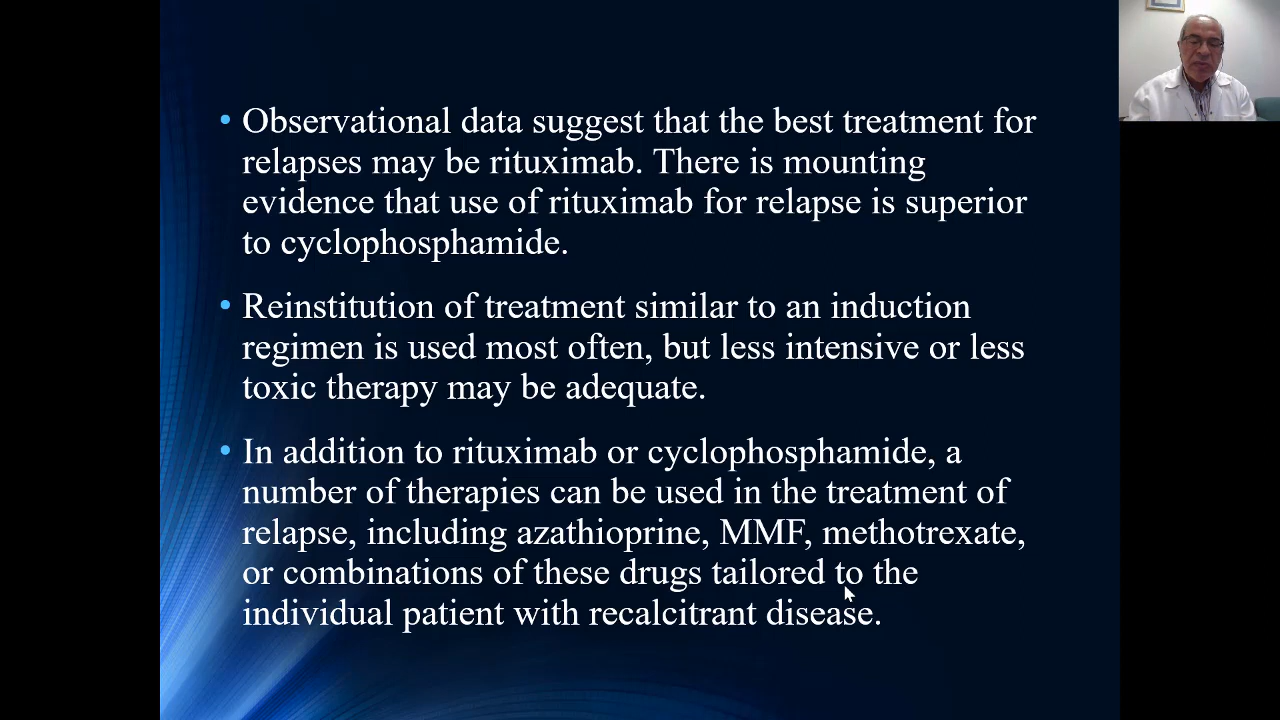 • Observational data suggest that the best treatment for
relapses may be rituximab. There is mounting
evidence that use of rituximab for relapse is superior
to cyclophosphamide.
• Reinstitution of treatment similar to an induction
regimen is used most often, but less intensive or less
toxic therapy may be adequate.
• In addition to rituximab or cyclophosphamide, a
number of therapies can be used in the treatment of
relapse, including azathioprine, MMF, methotrexate,
or combinations of these drugs tailored to the
individual patient with recalcitrant disease.